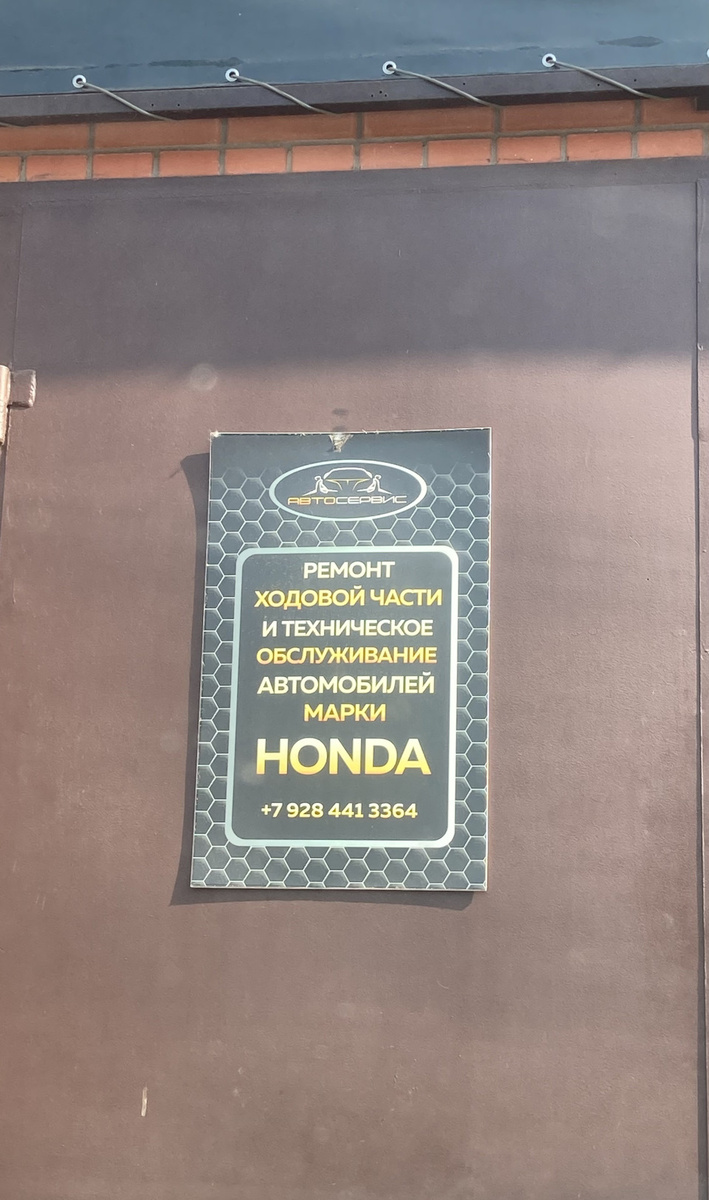 АВТОСЕРВИС
РЕМОНТ
ХОДОВОЙ ЧАСТИ
И ТЕХНИЧЕСКОЕ
ОБСЛУЖИВАНИЕ
АВТОМОБИЛЕЙ
МАРКИ
HONDA
+7 928 441 3364